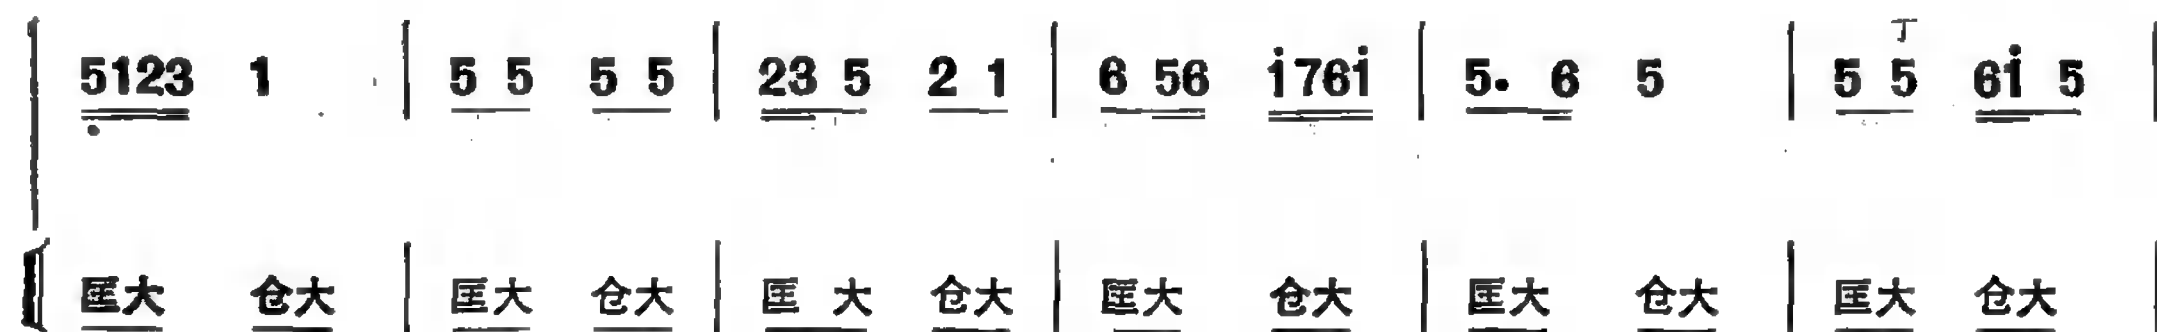 丁
5123 1 | 5 5 5 5 | 23 5 2 1 | 6 56 i761̇ | 5. 6 5 | 5 5 61̇ 5 |
匡大 仓大 | 匡大 仓大 | 匡 大 仓大 | 匡大 仓大 | 匡大 仓大 | 匡大 仓大 |